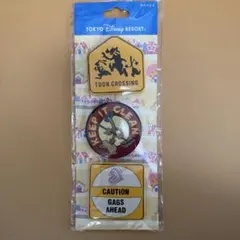 TOKYO Disney RESORT
TOON CROSSING
KEEP IT CLEAN
CAUTION
GAGS
AHEAD